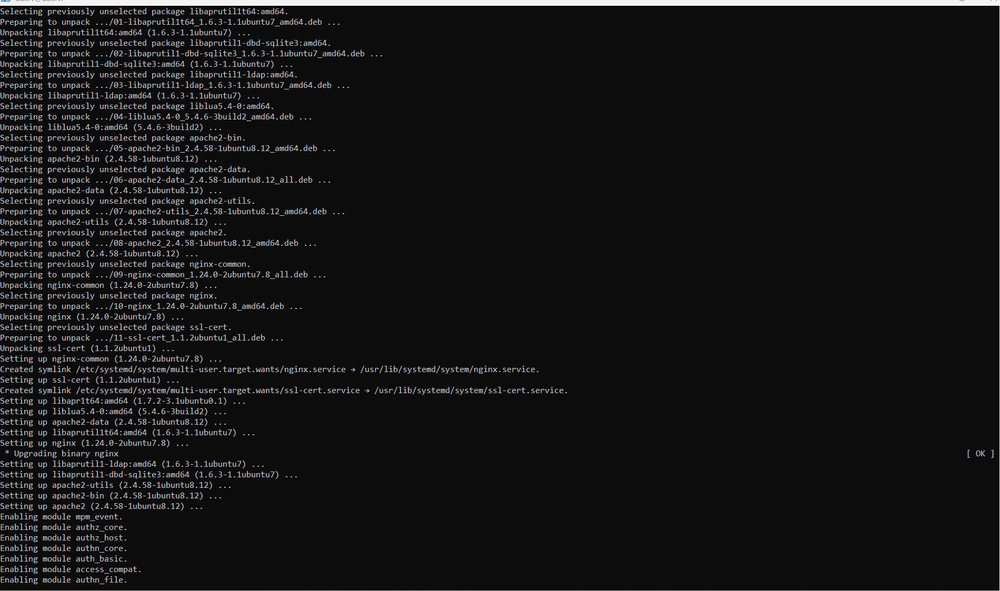 Selecting previously unselected package libaprutil1t64:amd64.
Preparing to unpack .../01-libaprutil1t64_1.6.3-1.1ubuntu7_amd64.deb ...
Unpacking libaprutil1t64:amd64 (1.6.3-1.1ubuntu7) ...
Selecting previously unselected package libaprutil1-dbd-sqlite3:amd64.
Preparing to unpack .../02-libaprutil1-dbd-sqlite3_1.6.3-1.1ubuntu7_amd64.deb ...
Unpacking libaprutil1-dbd-sqlite3:amd64 (1.6.3-1.1ubuntu7) ...
Selecting previously unselected package libaprutil1-ldap:amd64.
Preparing to unpack .../03-libaprutil1-ldap_1.6.3-1.1ubuntu7_amd64.deb ...
Unpacking libaprutil1-ldap:amd64 (1.6.3-1.1ubuntu7) ...
Selecting previously unselected package liblua5.4-0:amd64.
Preparing to unpack .../04-liblua5.4-0_5.4.6-3build2_amd64.deb ...
Unpacking liblua5.4-0:amd64 (5.4.6-3build2) ...
Selecting previously unselected package apache2-bin.
Preparing to unpack .../05-apache2-bin_2.4.58-1ubuntu8.12_amd64.deb ...
Unpacking apache2-bin (2.4.58-1ubuntu8.12) ...
Selecting previously unselected package apache2-data.
Preparing to unpack .../06-apache2-data_2.4.58-1ubuntu8.12_all.deb ...
Unpacking apache2-data (2.4.58-1ubuntu8.12) ...
Selecting previously unselected package apache2-utils.
Preparing to unpack .../07-apache2-utils_2.4.58-1ubuntu8.12_amd64.deb ...
Unpacking apache2-utils (2.4.58-1ubuntu8.12) ...
Selecting previously unselected package apache2.
Preparing to unpack .../08-apache2_2.4.58-1ubuntu8.12_amd64.deb ...
Unpacking apache2 (2.4.58-1ubuntu8.12) ...
Selecting previously unselected package nginx-common.
Preparing to unpack .../09-nginx-common_1.24.0-2ubuntu7.8_all.deb ...
Unpacking nginx-common (1.24.0-2ubuntu7.8) ...
Selecting previously unselected package nginx.
Preparing to unpack .../10-nginx_1.24.0-2ubuntu7.8_amd64.deb ...
Unpacking nginx (1.24.0-2ubuntu7.8) ...
Selecting previously unselected package ssl-cert.
Preparing to unpack .../11-ssl-cert_1.1.2ubuntu1_all.deb ...
Unpacking ssl-cert (1.1.2ubuntu1) ...
Setting up nginx-common (1.24.0-2ubuntu7.8) ...
Created symlink /etc/systemd/system/multi-user.target.wants/nginx.service → /usr/lib/systemd/system/nginx.service.
Setting up ssl-cert (1.1.2ubuntu1) ...
Created symlink /etc/systemd/system/multi-user.target.wants/ssl-cert.service → /usr/lib/systemd/system/ssl-cert.service.
Setting up libapr1t64:amd64 (1.7.2-3.1ubuntu0.1) ...
Setting up liblua5.4-0:amd64 (5.4.6-3build2) ...
Setting up apache2-data (2.4.58-1ubuntu8.12) ...
Setting up libaprutil1t64:amd64 (1.6.3-1.1ubuntu7) ...
Setting up nginx (1.24.0-2ubuntu7.8) ...
 * Upgrading binary nginx [ OK ]
Setting up libaprutil1-ldap:amd64 (1.6.3-1.1ubuntu7) ...
Setting up libaprutil1-dbd-sqlite3:amd64 (1.6.3-1.1ubuntu7) ...
Setting up apache2-utils (2.4.58-1ubuntu8.12) ...
Setting up apache2-bin (2.4.58-1ubuntu8.12) ...
Setting up apache2 (2.4.58-1ubuntu8.12) ...
Enabling module mpm_event.
Enabling module authz_core.
Enabling module authz_host.
Enabling module authn_core.
Enabling module auth_basic.
Enabling module access_compat.
Enabling module authn_file.